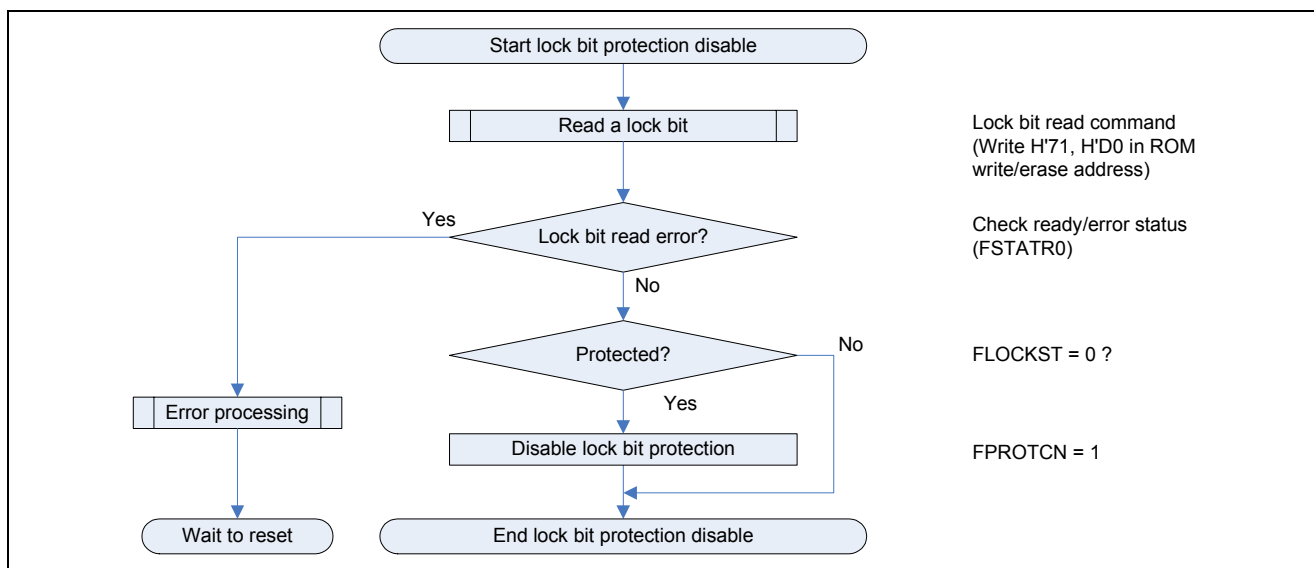 Start lock bit protection disable
Read a lock bit
Lock bit read command
(Write H'71, H'D0 in ROM
write/erase address)
Yes
Lock bit read error?
Check ready/error status
(FSTATR0)
No
Protected?
No
FLOCKST = 0 ?
Error processing
Yes
Disable lock bit protection
FPROTCN = 1
Wait to reset
End lock bit protection disable